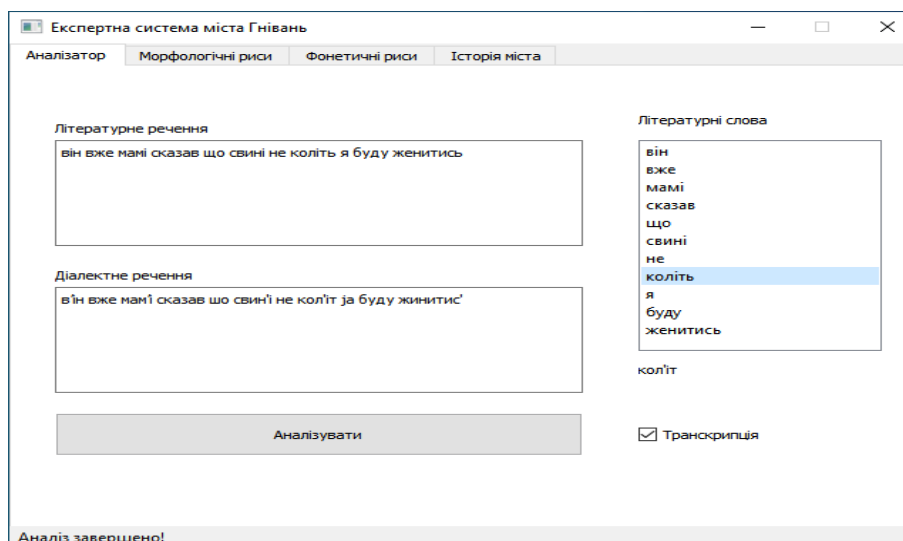 Експертна система міста Гнівань
Аналізатор
Морфологічні риси
Фонетичні риси
Історія міста
Літературне речення
він вже мамі сказав що свині не коліть я буду женитись
Діалектне речення
в'ін вже мам'і сказав шо свин'і не кол'іт ја буду жинитис'
Аналізувати
Літературні слова
він
вже
мамі
сказав
що
свині
не
коліть
я
буду
женитись
кол'іт
Транскрипція
Аналіз завершено!